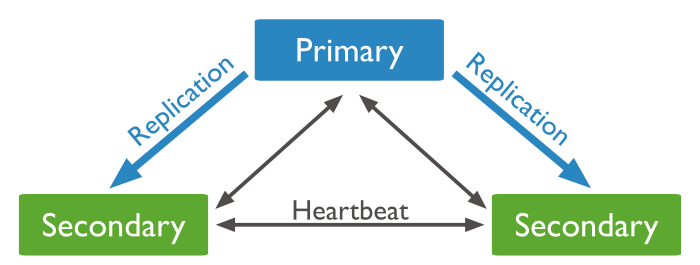 Primary
Replication
Replication
Heartbeat
Secondary
Secondary